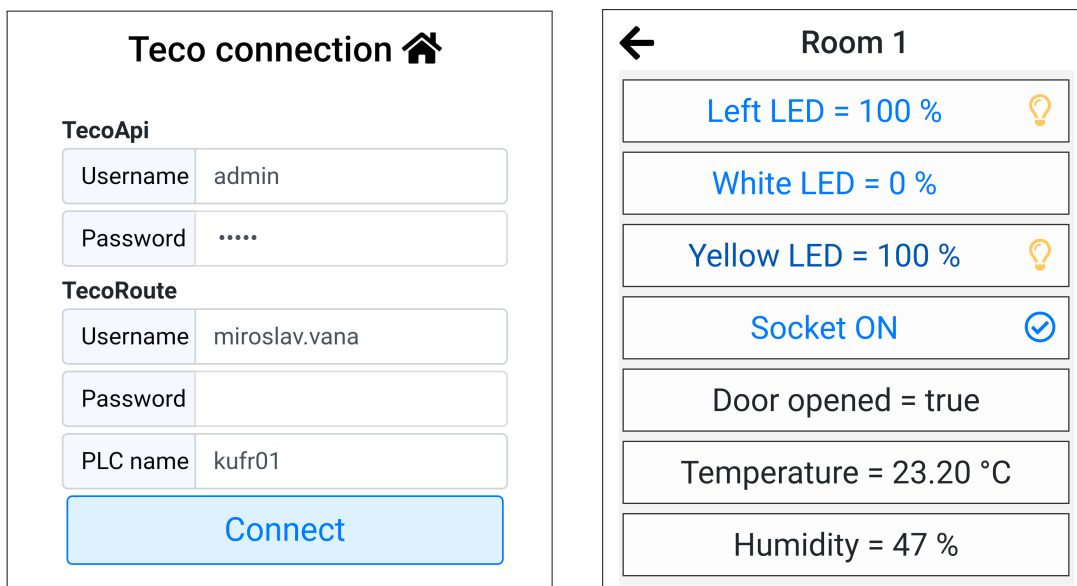 Teco connection
TecoApi
Username admin
Password •••••
TecoRoute
Username miroslav.vana
Password
PLC name kufr01
Connect
Room 1
Left LED = 100 %
White LED = 0 %
Yellow LED = 100 %
Socket ON
Door opened = true
Temperature = 23.20 °C
Humidity = 47 %